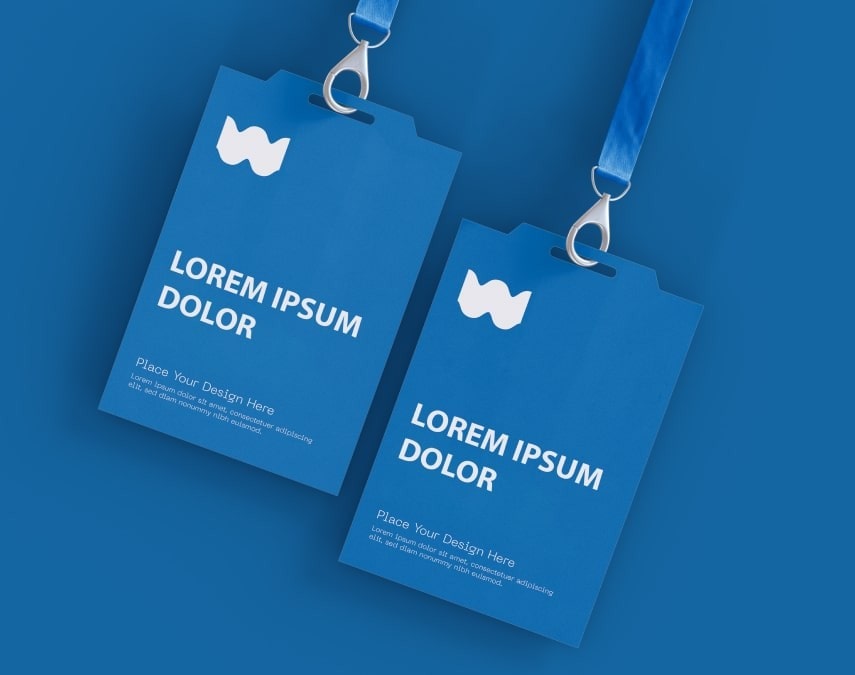 LOREM IPSUM
DOLOR
Place Your Design Here
Lorem ipsum dolor sit amet, consectetuer adipiscing
elit, sed diam nonummy nibh euismod.
LOREM IPSUM
DOLOR
Place Your Design Here
Lorem ipsum dolor sit amet, consectetuer adipiscing
elit, sed diam nonummy nibh euismod.